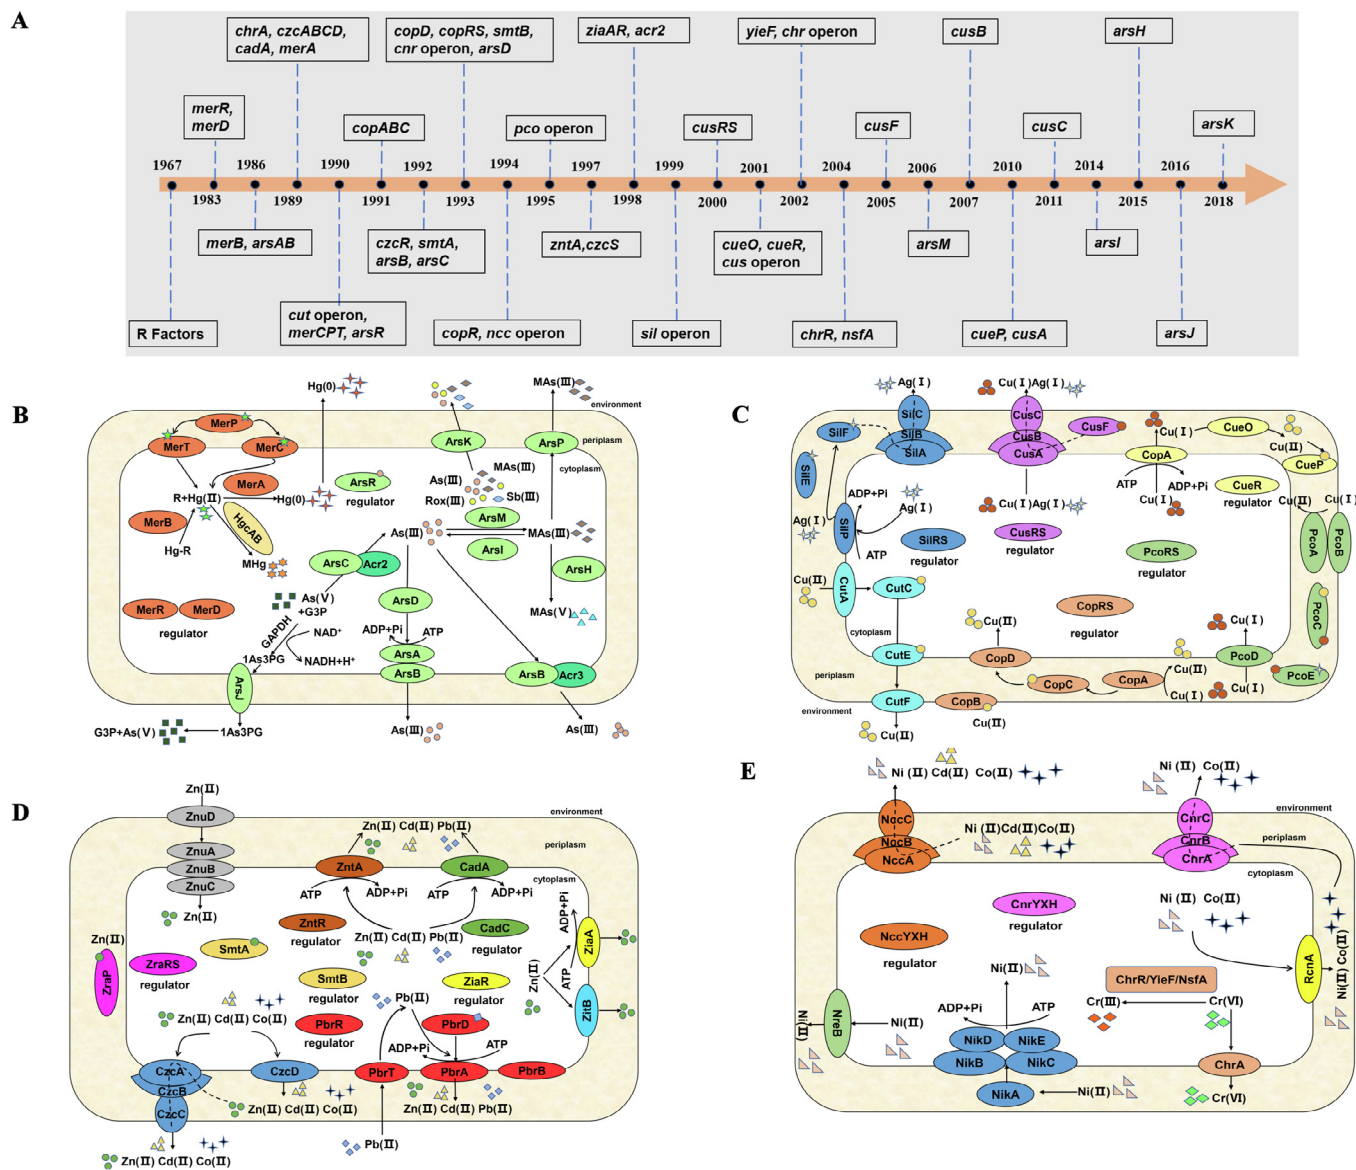 A
chrA, czcABCD,
cadA, merA
copD, copRS, smtB,
cnr operon, arsD
ziaAR, acr2
yieF, chr operon
cusB
arsH
merR,
merD
copABC
pco operon
cusRS
cusF
cusC
arsK
1967
1986
1990
1992
1994
1997
1999
2001
2004
2006
2010
2014
2016
1983
1989
1991
1993
1995
1998
2000
2002
2005
2007
2011
2015
2018
merB, arsAB
czcR, smtA,
arsB, arsC
zntA,czcS
cueO, cueR,
cus operon
arsM
arsI
R Factors
cut operon,
merCPT, arsR
copR, ncc operon
sil operon
chrR, nsfA
cueP, cusA
arsJ
B
Hg(0)
MAs(III)
environment
periplasm
cytoplasm
MerP
MerT
MerC
ArsK
ArsP
MerA
R+Hg(II)
Hg(0)
ArsR
regulator
As(III)
MAs(III)
Rox(III)
Sb(III)
MerB
HgcAB
Hg-R
MHg
As(III)
ArsM
ArsI
MAs(III)
ArsC
Acr2
ArsH
As(V)
+G3P
ArsD
MAs(V)
MerR
MerD
regulator
GAPDH
NAD+
NADH+H+
1As3PG
ADP+Pi
ATP
ArsA
ArsB
ArsB
Acr3
ArsJ
G3P+As(V)
1As3PG
As(III)
As(III)
C
Ag(I)
Cu(I)Ag(I)
Cu(I)
SilC
SilB
SilA
SilF
SilE
CusC
CusB
CusA
CusF
CopA
CueO
Cu(II)
CueP
ATP
ADP+Pi
Cu(I)
CueR
regulator
ADP+Pi
Ag(I)
Cu(I)Ag(I)
Cu(II)
Cu(I)
Ag(I)
SilP
ATP
SilRS
CusRS
regulator
PcoRS
regulator
PcoA
PcoB
Cu(II)
CutA
CutC
CopRS
regulator
PcoC
cytoplasm
Cu(II)
Cu(I)
CutE
CopD
PcoD
periplasm
CopC
CopA
Cu(II)
Cu(I)
Cu(I)
PcoE
environment
CutF
CopB
Cu(II)
Cu(II)
D
Zn(II)
environment
ZnuD
Zn(II) Cd(II) Pb(II)
periplasm
ZnuA
ZnuB
ZnuC
ZntA
CadA
cytoplasm
ATP
ADP+Pi
ATP
ADP+Pi
Zn(II)
ZntR
regulator
CadC
regulator
ADP+Pi
ZiaA
Zn(II)
SmtA
Zn(II) Cd(II) Pb(II)
ZraP
ZraRS
regulator
SmtB
regulator
ZiaR
regulator
Zn(II)
ATP
ZitB
Zn(II) Cd(II) Co(II)
PbrR
regulator
Pb(II)
PbrD
ADP+Pi
ATP
CzcA
CzcB
CzcC
CzcD
PbrT
PbrA
PbrB
Zn(II) Cd(II) Co(II)
Zn(II) Cd(II) Pb(II)
Pb(II)
Zn(II) Cd(II) Co(II)
E
Ni (II) Cd(II) Co(II)
Ni (II) Co(II)
environment
NccC
NccB
NccA
Ni (II)Cd(II)Co(II)
CnrC
CnrB
ChrA
periplasm
cytoplasm
CnrYXH
regulator
Ni (II) Co(II)
NccYXH
regulator
RcnA
Ni(II) Co(II)
Ni(II)
ChrR/YieF/NsfA
Cr(III)
Cr(VI)
ADP+Pi
ATP
NreB
Ni(II)
Ni(II)
NikD
NikE
NikB
NikC
ChrA
NikA
Ni(II)
Cr(VI)